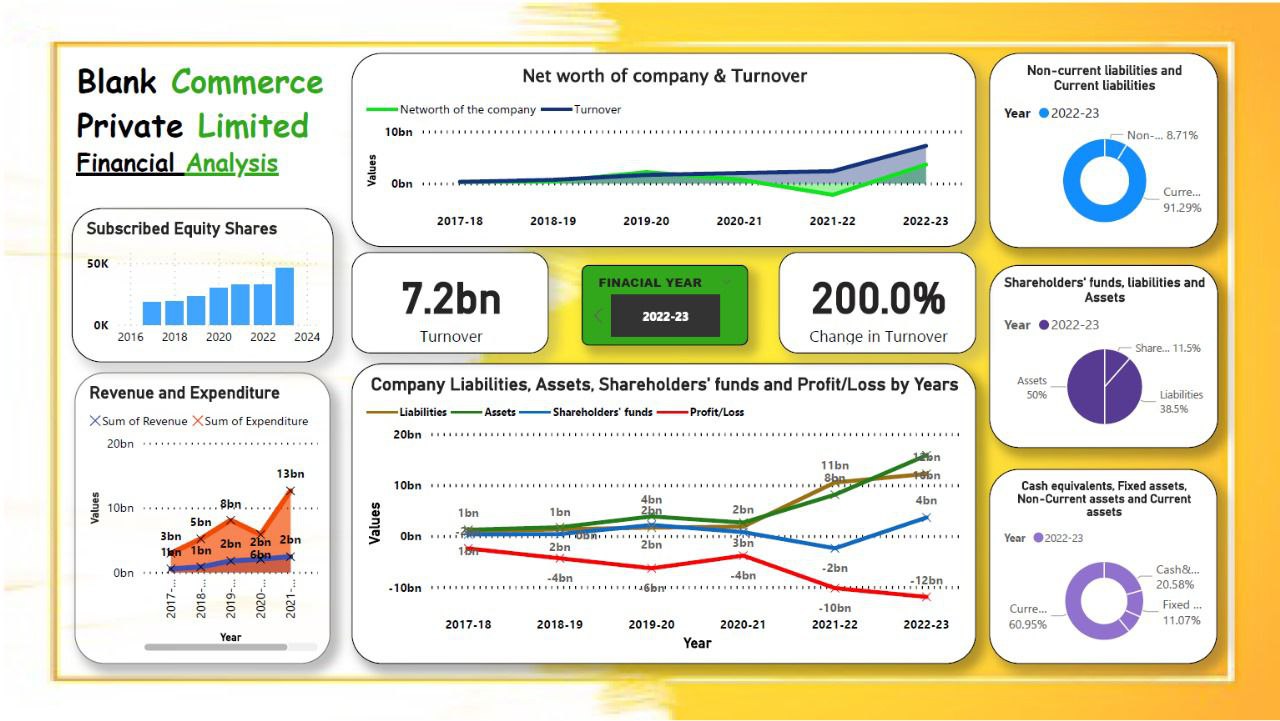 Blank Commerce
Private Limited
Financial Analysis
Subscribed Equity Shares
50K
0K
2016 2018 2020 2022 2024
Revenue and Expenditure
Sum of Revenue Sum of Expenditure
20bn
10bn
0bn
Values
3bn
5bn
8bn
13bn
1bn
1bn
2bn
2bn
6bn
2bn
2017-...
2018-...
2019-...
2020-...
2021-...
Year
Net worth of company & Turnover
Networth of the company Turnover
10bn
0bn
Values
2017-18 2018-19 2019-20 2020-21 2021-22 2022-23
7.2bn
Turnover
FINACIAL YEAR
2022-23
200.0%
Change in Turnover
Company Liabilities, Assets, Shareholders' funds and Profit/Loss by Years
Liabilities Assets Shareholders' funds Profit/Loss
20bn
10bn
0bn
-10bn
Values
1bn
1bn
1bn
2bn
0bn
-4bn
4bn
2bn
2bn
-6bn
2bn
3bn
-4bn
11bn
8bn
-2bn
-10bn
12bn
16bn
4bn
-12bn
2017-18 2018-19 2019-20 2020-21 2021-22 2022-23
Year
Non-current liabilities and
Current liabilities
Year 2022-23
Non-... 8.71%
Curre...
91.29%
Shareholders' funds, liabilities and
Assets
Year 2022-23
Share... 11.5%
Assets
50%
Liabilities
38.5%
Cash equivalents, Fixed assets,
Non-Current assets and Current
assets
Year 2022-23
Cash&...
20.58%
Fixed ...
11.07%
Curre...
60.95%